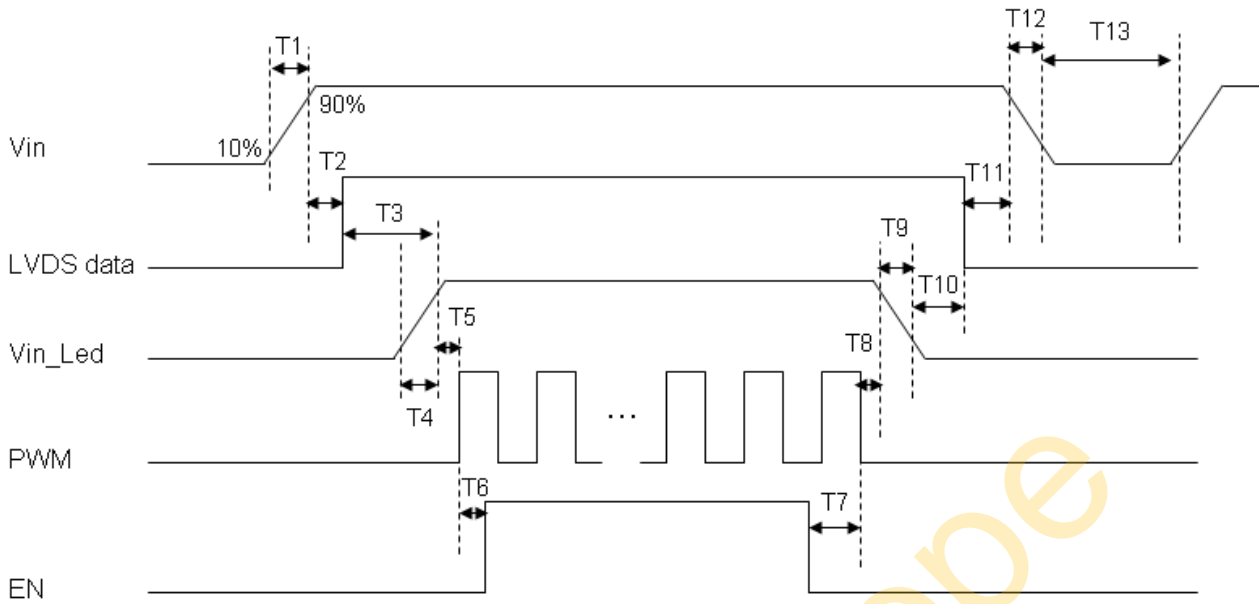 T1
T12
T13
90%
Vin
10%
T2
T11
T3
T9
LVDS data
T10
T5
T8
Vin_Led
T4
...
PWM
T6
T7
EN